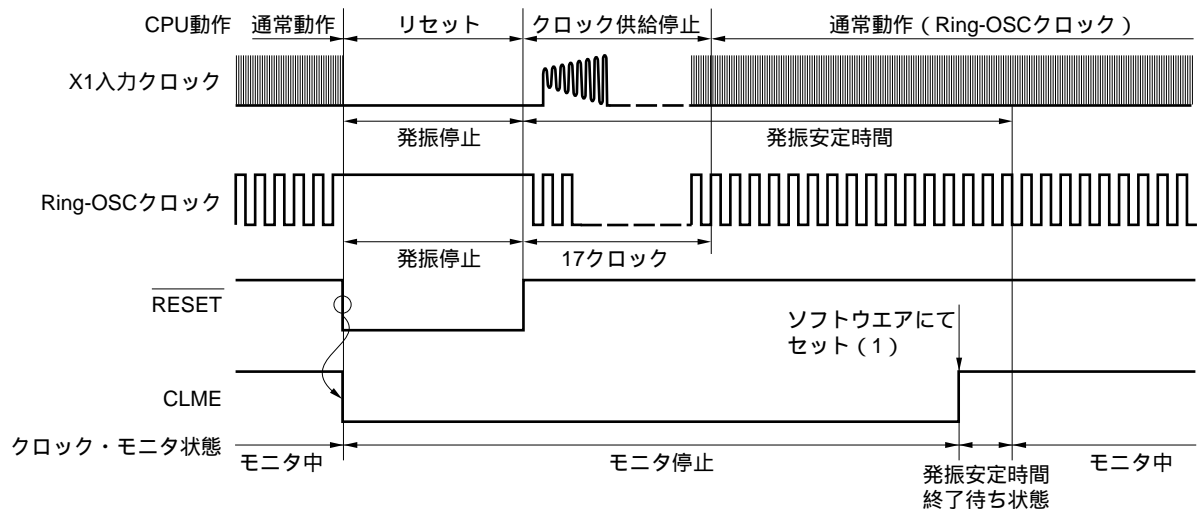 CPU動作 通常動作 リセット クロック供給停止 通常動作（Ring-OSCクロック）
X1入力クロック
発振停止 発振安定時間
Ring-OSCクロック
発振停止 17クロック
RESET
ソフトウエアにて
セット（1）
CLME
クロック・モニタ状態
モニタ中 モニタ停止 モニタ中
発振安定時間
終了待ち状態